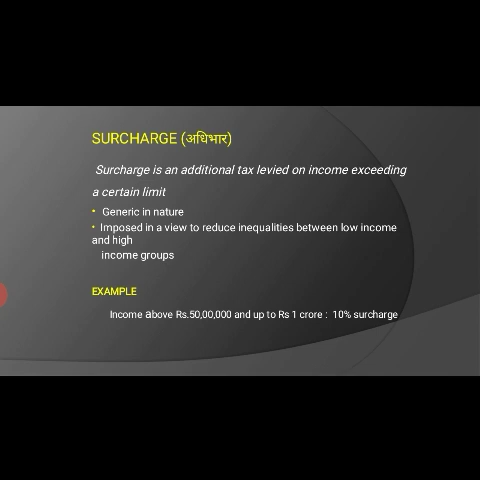 SURCHARGE (अधिभार)
Surcharge is an additional tax levied on income exceeding
a certain limit
• Generic in nature
• Imposed in a view to reduce inequalities between low income
and high
income groups
EXAMPLE
Income above Rs.50,00,000 and up to Rs 1 crore : 10% surcharge